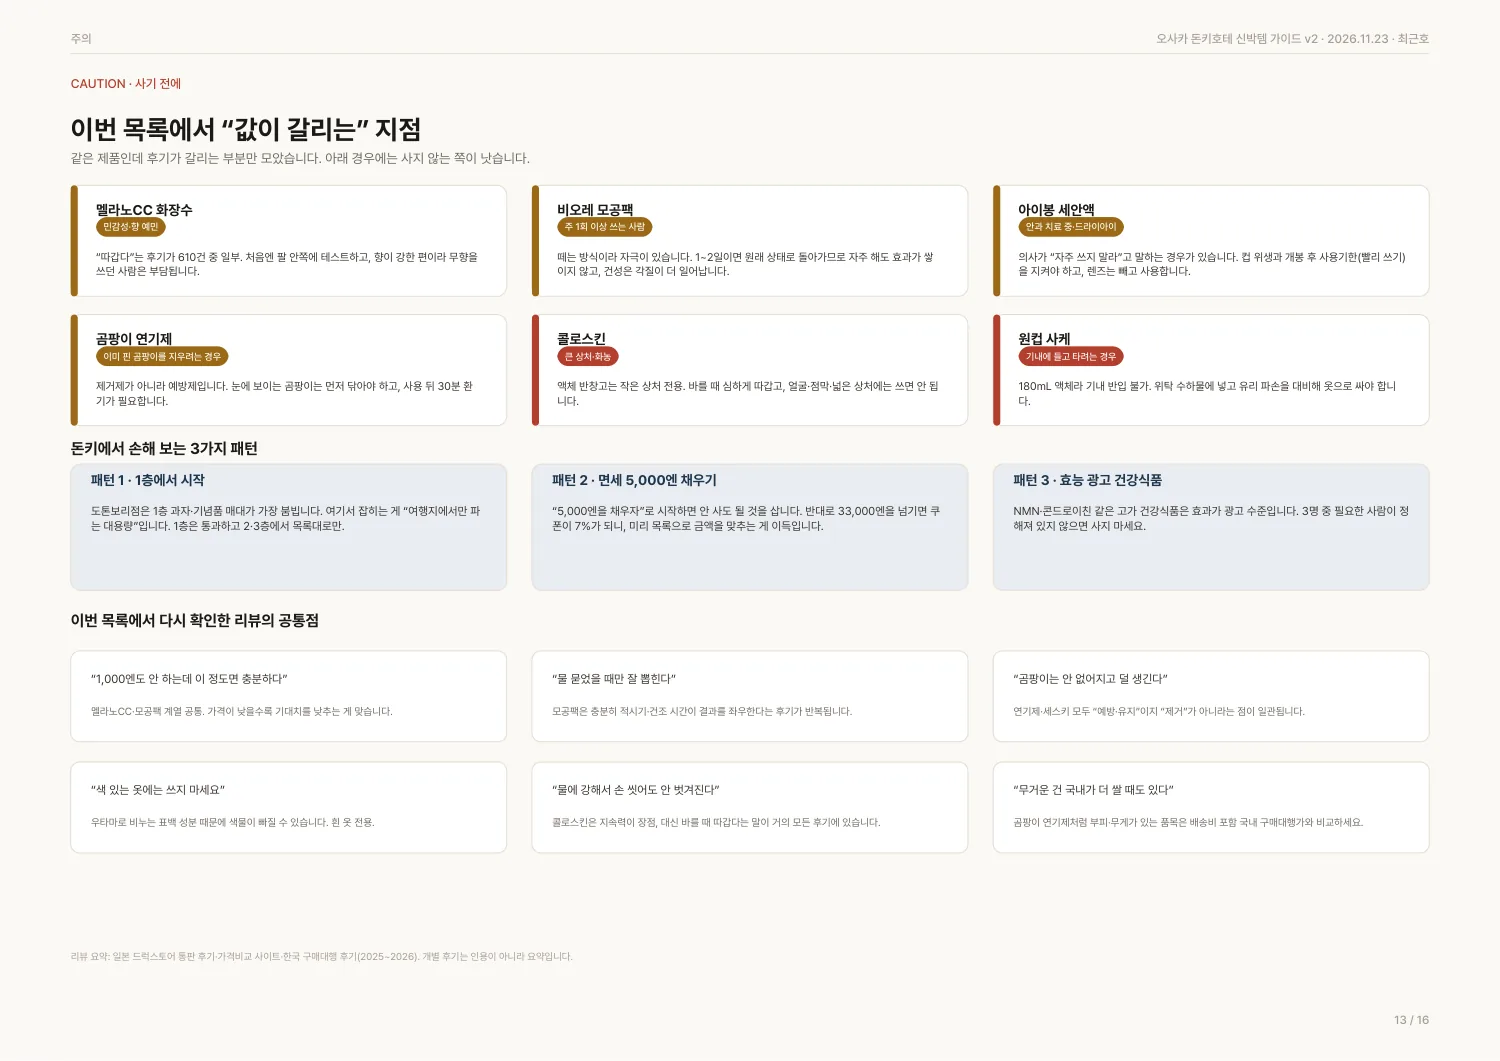 주의
오사카 돈키호테 신박템 가이드 v2 · 2026.11.23 · 최근호
CAUTION · 사기 전에
이번 목록에서 “값이 갈리는” 지점
같은 제품인데 후기가 갈리는 부분만 모았습니다. 아래 경우에는 사지 않는 쪽이 낫습니다.
멜라노CC 화장수
민감성·향 예민
“따갑다”는 후기가 610건 중 일부. 처음엔 팔 안쪽에 테스트하고, 향이 강한 편이라 무향을
쓰던 사람은 부담됩니다.
비오레 모공팩
주 1회 이상 쓰는 사람
떼는 방식이라 자극이 있습니다. 1~2일이면 원래 상태로 돌아가므로 자주 해도 효과가 쌓
이지 않고, 건성은 각질이 더 일어납니다.
아이봉 세안액
안과 치료 중·드라이아이
의사가 “자주 쓰지 말라”고 말하는 경우가 있습니다. 컵 위생과 개봉 후 사용기한(빨리 쓰기)
을 지켜야 하고, 렌즈는 빼고 사용합니다.
곰팡이 연기제
이미 핀 곰팡이를 지우려는 경우
제거제가 아니라 예방제입니다. 눈에 보이는 곰팡이는 먼저 닦아야 하고, 사용 뒤 30분 환
기가 필요합니다.
콜로스킨
큰 상처·화농
액체 반창고는 작은 상처 전용. 바를 때 심하게 따갑고, 얼굴·점막·넓은 상처에는 쓰면 안 됩
니다.
원컵 사케
기내에 들고 타려는 경우
180mL 액체라 기내 반입 불가. 위탁 수하물에 넣고 유리 파손을 대비해 옷으로 싸야 합니
다.
돈키에서 손해 보는 3가지 패턴
패턴 1 · 1층에서 시작
도톤보리점은 1층 과자·기념품 매대가 가장 붐빕니다. 여기서 잡히는 게 “여행지에서만 파
는 대용량”입니다. 1층은 통과하고 2·3층에서 목록대로만.
패턴 2 · 면세 5,000엔 채우기
“5,000엔을 채우자”로 시작하면 안 사도 될 것을 삽니다. 반대로 33,000엔을 넘기면 쿠
폰이 7%가 되니, 미리 목록으로 금액을 맞추는 게 이득입니다.
패턴 3 · 효능 광고 건강식품
NMN·콘드로이친 같은 고가 건강식품은 효과가 광고 수준입니다. 3명 중 필요한 사람이 정
해져 있지 않으면 사지 마세요.
이번 목록에서 다시 확인한 리뷰의 공통점
“1,000엔도 안 하는데 이 정도면 충분하다”
멜라노CC·모공팩 계열 공통. 가격이 낮을수록 기대치를 낮추는 게 맞습니다.
“물 묻었을 때만 잘 뽑힌다”
모공팩은 충분히 적시기·건조 시간이 결과를 좌우한다는 후기가 반복됩니다.
“곰팡이는 안 없어지고 덜 생긴다”
연기제·세스키 모두 “예방·유지”이지 “제거”가 아니라는 점이 일관됩니다.
“색 있는 옷에는 쓰지 마세요”
우타마로 비누는 표백 성분 때문에 색물이 빠질 수 있습니다. 흰 옷 전용.
“물에 강해서 손 씻어도 안 벗겨진다”
콜로스킨은 지속력이 장점, 대신 바를 때 따갑다는 말이 거의 모든 후기에 있습니다.
“무거운 건 국내가 더 쌀 때도 있다”
곰팡이 연기제처럼 부피·무게가 있는 품목은 배송비 포함 국내 구매대행가와 비교하세요.
리뷰 요약: 일본 드럭스토어 통판 후기·가격비교 사이트·한국 구매대행 후기(2025~2026). 개별 후기는 인용이 아니라 요약입니다.
13 / 16